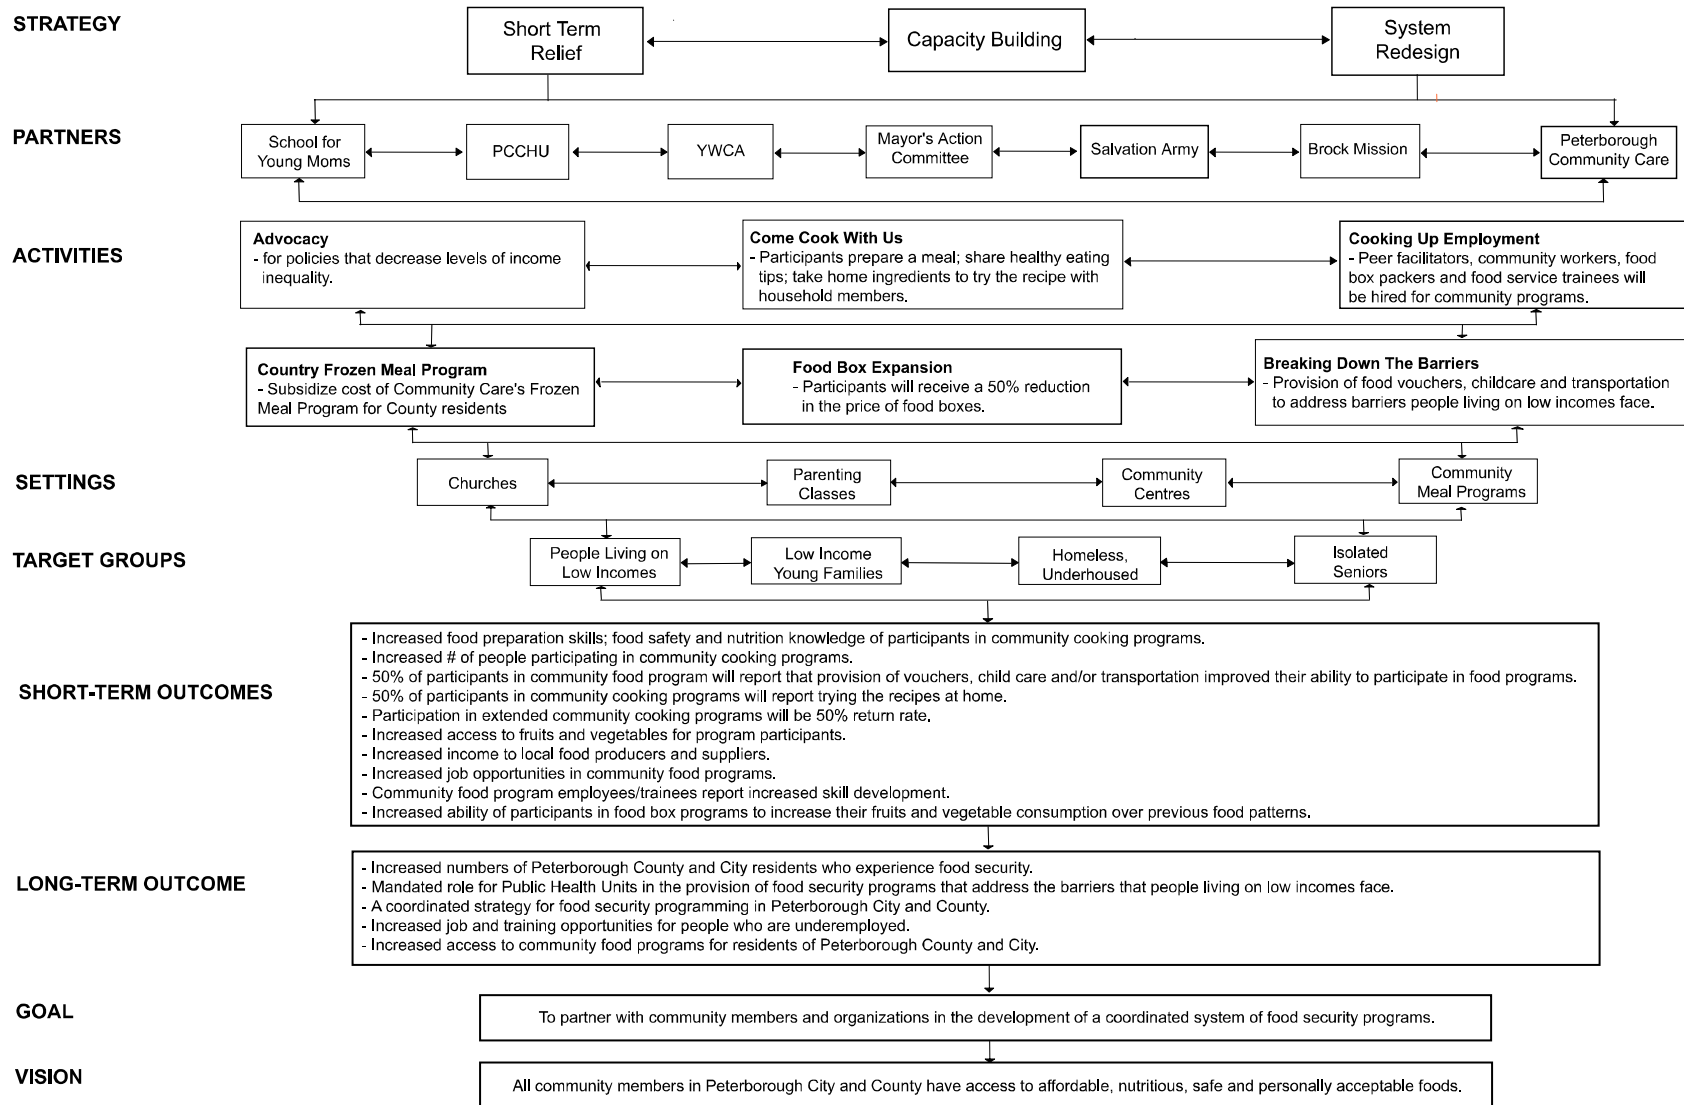 STRATEGY
Short Term
Relief
Capacity Building
System
Redesign
PARTNERS
School for
Young Moms
PCCHU
YWCA
Mayor's Action
Committee
Salvation Army
Brock Mission
Peterborough
Community Care
ACTIVITIES
Advocacy
- for policies that decrease levels of income
inequality.
Come Cook With Us
- Participants prepare a meal; share healthy eating
tips; take home ingredients to try the recipe with
household members.
Cooking Up Employment
- Peer facilitators, community workers, food
box packers and food service trainees will
be hired for community programs.
Country Frozen Meal Program
- Subsidize cost of Community Care's Frozen
Meal Program for County residents
Food Box Expansion
- Participants will receive a 50% reduction
in the price of food boxes.
Breaking Down The Barriers
- Provision of food vouchers, childcare and transportation
to address barriers people living on low incomes face.
SETTINGS
Churches
Parenting
Classes
Community
Centres
Community
Meal Programs
TARGET GROUPS
People Living on
Low Incomes
Low Income
Young Families
Homeless,
Underhoused
Isolated
Seniors
SHORT-TERM OUTCOMES
- Increased food preparation skills; food safety and nutrition knowledge of participants in community cooking programs.
- Increased # of people participating in community cooking programs.
- 50% of participants in community food program will report that provision of vouchers, child care and/or transportation improved their ability to participate in food programs.
- 50% of participants in community cooking programs will report trying the recipes at home.
- Participation in extended community cooking programs will be 50% return rate.
- Increased access to fruits and vegetables for program participants.
- Increased income to local food producers and suppliers.
- Increased job opportunities in community food programs.
- Community food program employees/trainees report increased skill development.
- Increased ability of participants in food box programs to increase their fruits and vegetable consumption over previous food patterns.
LONG-TERM OUTCOME
- Increased numbers of Peterborough County and City residents who experience food security.
- Mandated role for Public Health Units in the provision of food security programs that address the barriers that people living on low incomes face.
- A coordinated strategy for food security programming in Peterborough City and County.
- Increased job and training opportunities for people who are underemployed.
- Increased access to community food programs for residents of Peterborough County and City.
GOAL
To partner with community members and organizations in the development of a coordinated system of food security programs.
VISION
All community members in Peterborough City and County have access to affordable, nutritious, safe and personally acceptable foods.